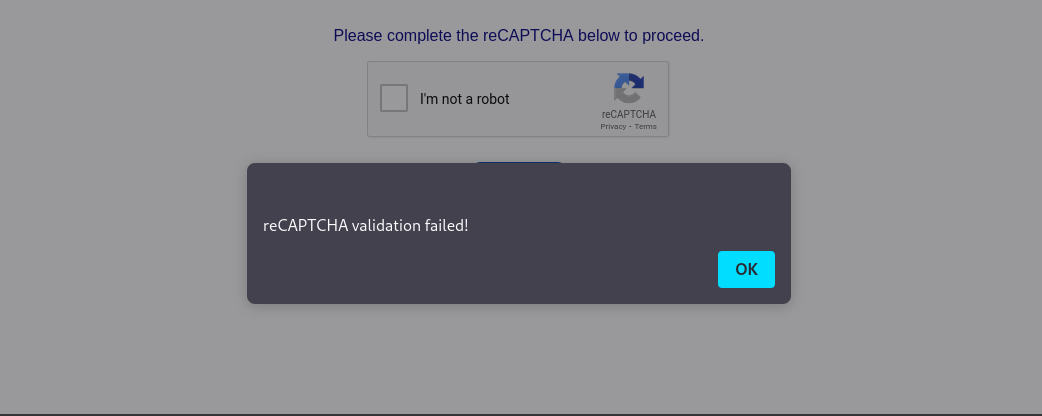 Please complete the reCAPTCHA below to proceed.
I'm not a robot
reCAPTCHA
Privacy - Terms
reCAPTCHA validation failed!
OK